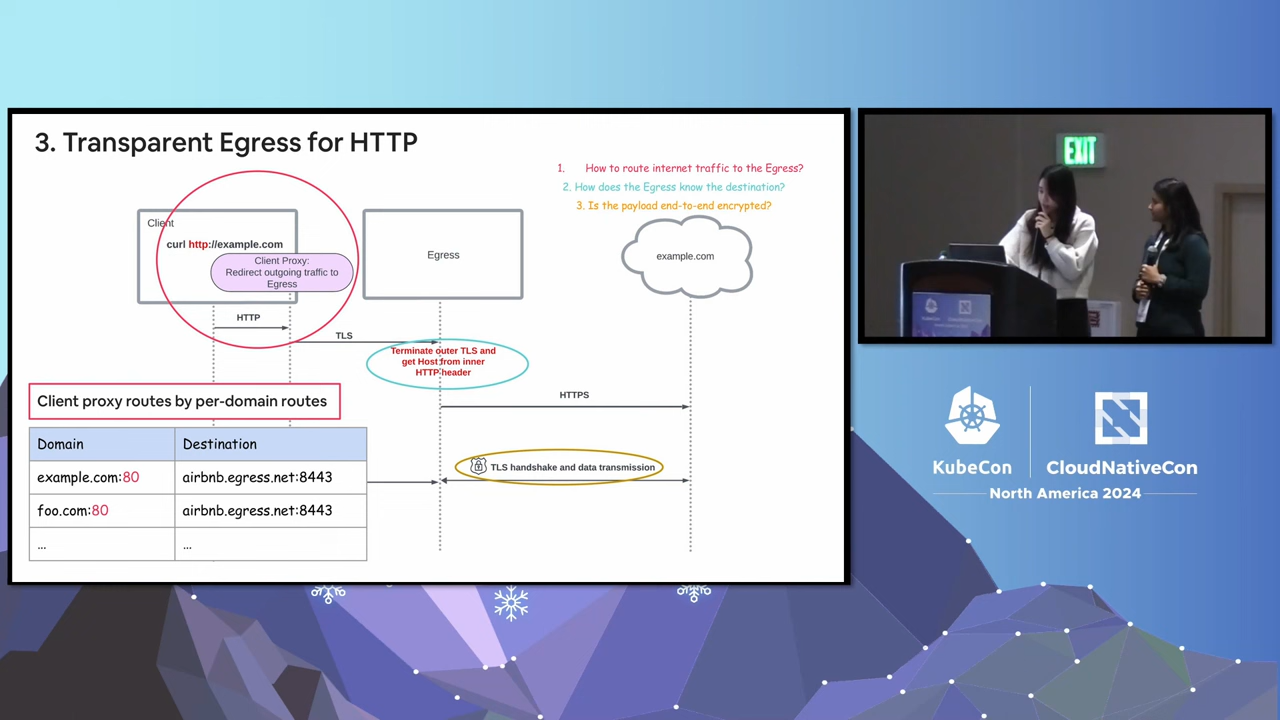 3. Transparent Egress for HTTP
1. How to route internet traffic to the Egress?
2. How does the Egress know the destination?
3. Is the payload end-to-end encrypted?
Client
curl http://example.com
Client Proxy:
Redirect outgoing traffic to
Egress
Egress
example.com
HTTP
TLS
Terminate outer TLS and
get Host from inner
HTTP header
HTTPS
TLS handshake and data transmission
Client proxy routes by per-domain routes
Domain Destination
example.com:80 airbnb.egress.net:8443
foo.com:80 airbnb.egress.net:8443
... ...
EXIT
KubeCon CloudNativeCon
North America 2024